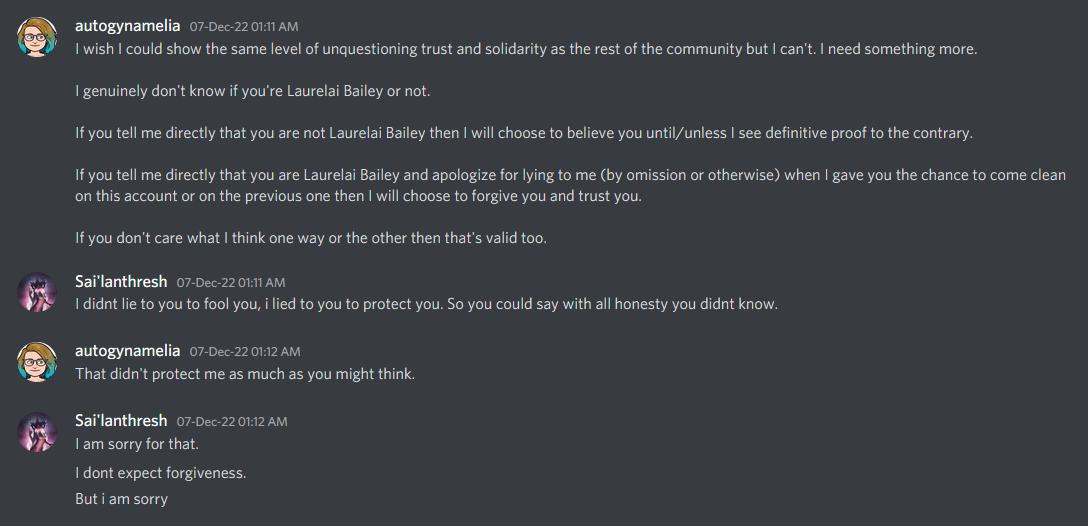 autogynamelia 07-Dec-22 01:11 AM
I wish I could show the same level of unquestioning trust and solidarity as the rest of the community but I can't. I need something more.
I genuinely don't know if you're Laurelai Bailey or not.
If you tell me directly that you are not Laurelai Bailey then I will choose to believe you until/unless I see definitive proof to the contrary.
If you tell me directly that you are Laurelai Bailey and apologize for lying to me (by omission or otherwise) when I gave you the chance to come clean
on this account or on the previous one then I will choose to forgive you and trust you.
If you don't care what I think one way or the other then that's valid too.
Sai'lanthresh 07-Dec-22 01:11 AM
I didnt lie to you to fool you, i lied to you to protect you. So you could say with all honesty you didnt know.
autogynamelia 07-Dec-22 01:12 AM
That didn't protect me as much as you might think.
Sai'lanthresh 07-Dec-22 01:12 AM
I am sorry for that.
I dont expect forgiveness.
But i am sorry